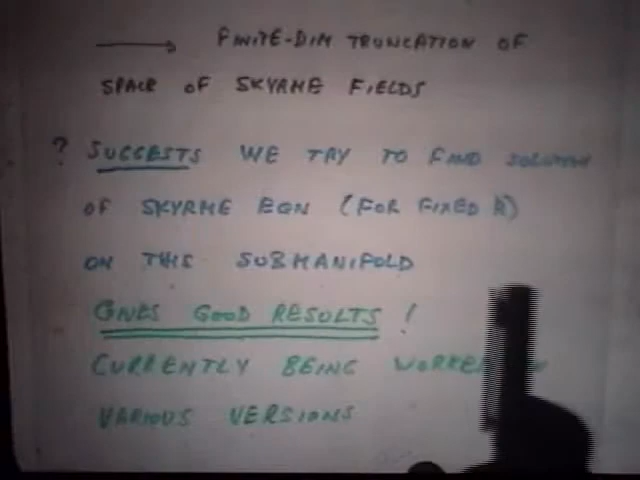 → FINITE-DIM TRUNCATION OF
SPACE OF SKYRME FIELDS
? SUGGESTS WE TRY TO FIND SOLUTION
OF SKYRME EQN (FOR FIXED k)
ON THIS SUBMANIFOLD
GIVES GOOD RESULTS !
CURRENTLY BEING WORKED
VARIOUS VERSIONS